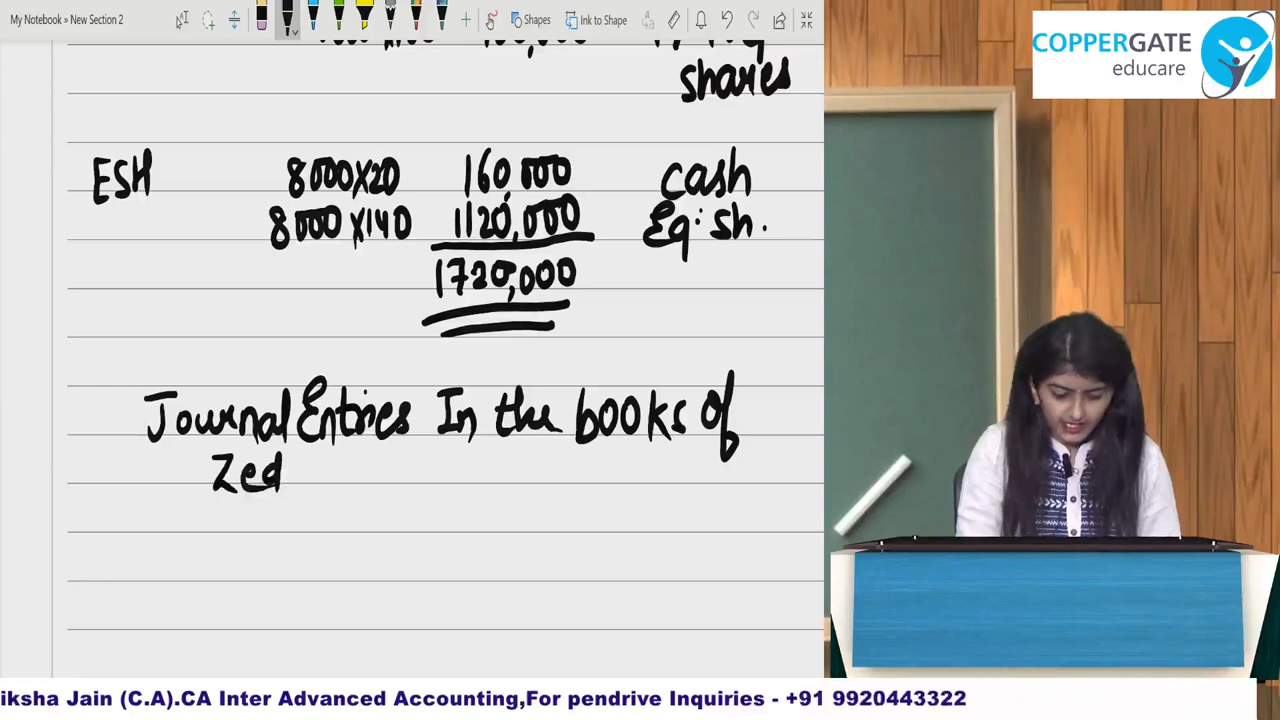 My Notebook » New Section 2
Shapes
Ink to Shape
COPPERGATE
educare
shares
ESH 8000x20 160,000 cash
8000x140 1120,000 Eq: sh.
1720,000
Journal Entries In the books of
Zed
iksha Jain (C.A).CA Inter Advanced Accounting,For pendrive Inquiries - +91 9920443322